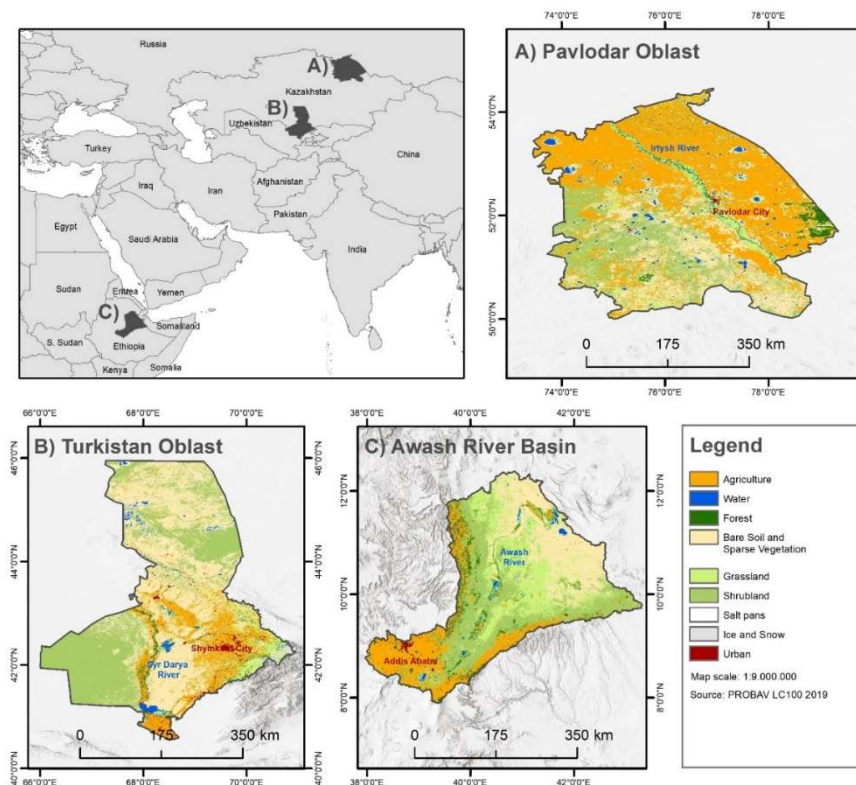 Russia
A)
Kazakhstan
B)
Uzbekistan
Turkey
China
Iraq
Iran
Afghanistan
Pakistan
Egypt
Saudi Arabia
India
Sudan
Eritrea
Yemen
C)
Somaliland
S. Sudan
Ethiopia
Kenya
Somalia
74°0'0"E 76°0'0"E 78°0'0"E
A) Pavlodar Oblast
54°0'0"N
52°0'0"N
50°0'0"N
Irtysh River
Pavlodar City
0 175 350 km
74°0'0"E 76°0'0"E 78°0'0"E
66°0'0"E 68°0'0"E 70°0'0"E
B) Turkistan Oblast
46°0'0"N
44°0'0"N
42°0'0"N
40°0'0"N
Shymkent City
Syr Darya
River
0 175 350 km
66°0'0"E 68°0'0"E 70°0'0"E
38°0'0"E 40°0'0"E 42°0'0"E
C) Awash River Basin
12°0'0"N
10°0'0"N
8°0'0"N
Awash
River
Addis Ababa
0 175 350 km
38°0'0"E 40°0'0"E 42°0'0"E
Legend
Agriculture
Water
Forest
Bare Soil and
Sparse Vegetation
Grassland
Shrubland
Salt pans
Ice and Snow
Urban
Map scale: 1:9.000.000
Source: PROBAV LC100 2019